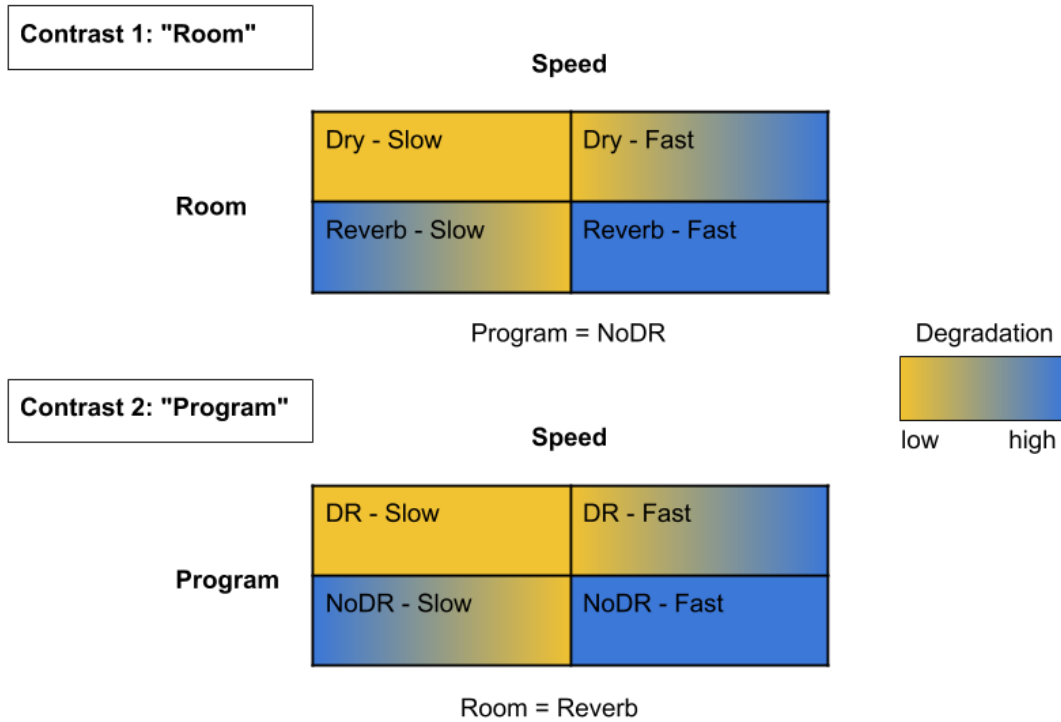 Contrast 1: "Room"
Speed
Dry - Slow
Dry - Fast
Room
Reverb - Slow
Reverb - Fast
Program = NoDR
Degradation
low
high
Contrast 2: "Program"
Speed
DR - Slow
DR - Fast
Program
NoDR - Slow
NoDR - Fast
Room = Reverb